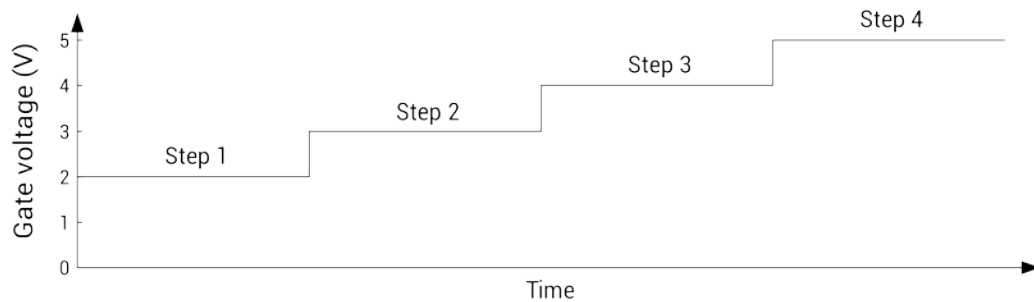 Gate voltage (V)
5
4
3
2
1
0
Step 1
Step 2
Step 3
Step 4
Time